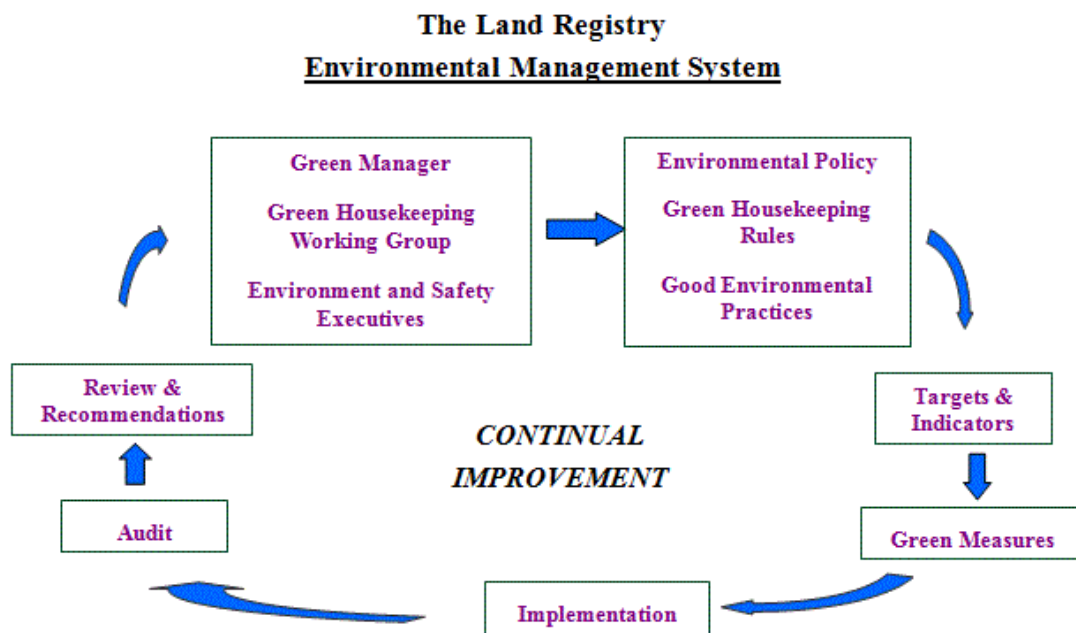 The Land Registry
Environmental Management System
Green Manager
Green Housekeeping
Working Group
Environment and Safety
Executives
Environmental Policy
Green Housekeeping
Rules
Good Environmental
Practices
Review &
Recommendations
Targets &
Indicators
CONTINUAL
IMPROVEMENT
Audit
Green Measures
Implementation